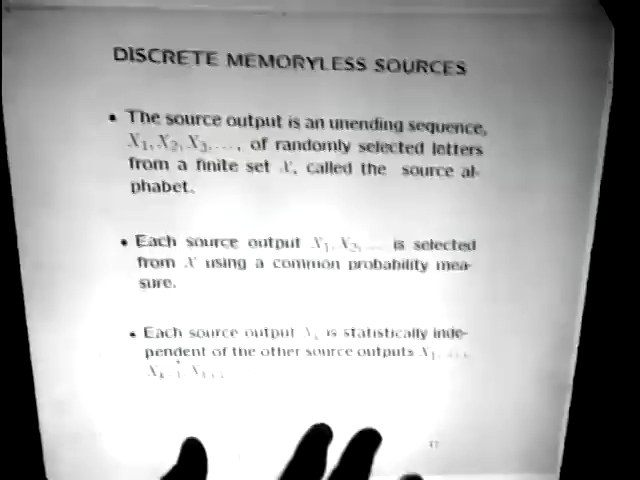 DISCRETE MEMORYLESS SOURCES
• The source output is an unending sequence,
X₁, X₂, X₃, ..., of randomly selected letters
from a finite set 𝒳, called the source al-
phabet.
• Each source output X₁, X₂, ... is selected
from 𝒳 using a common probability mea-
sure.
• Each source output Xₖ is statistically inde-
pendent of the other source outputs X₁, ...,
17